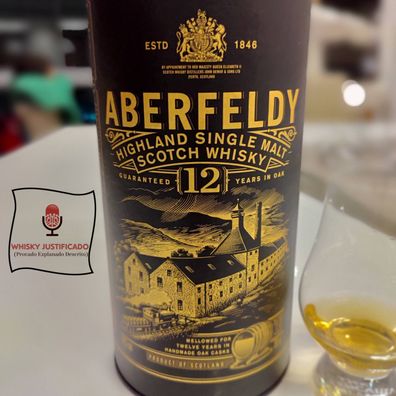 ESTD 1846
BY APPOINTMENT TO HER MAJESTY QUEEN ELIZABETH II
SCOTCH WHISKY DISTILLERS JOHN DEWAR & SONS LTD
PERTH, SCOTLAND
ABERFELDY
HIGHLAND SINGLE MALT
SCOTCH WHISKY
GUARANTEED 12 YEARS IN OAK
WHISKY JUSTIFICADO
(Provado Explanado Descrito)
MELLOWED FOR
TWELVE YEARS IN
HANDMADE OAK CASKS
PRODUCT OF SCOTLAND